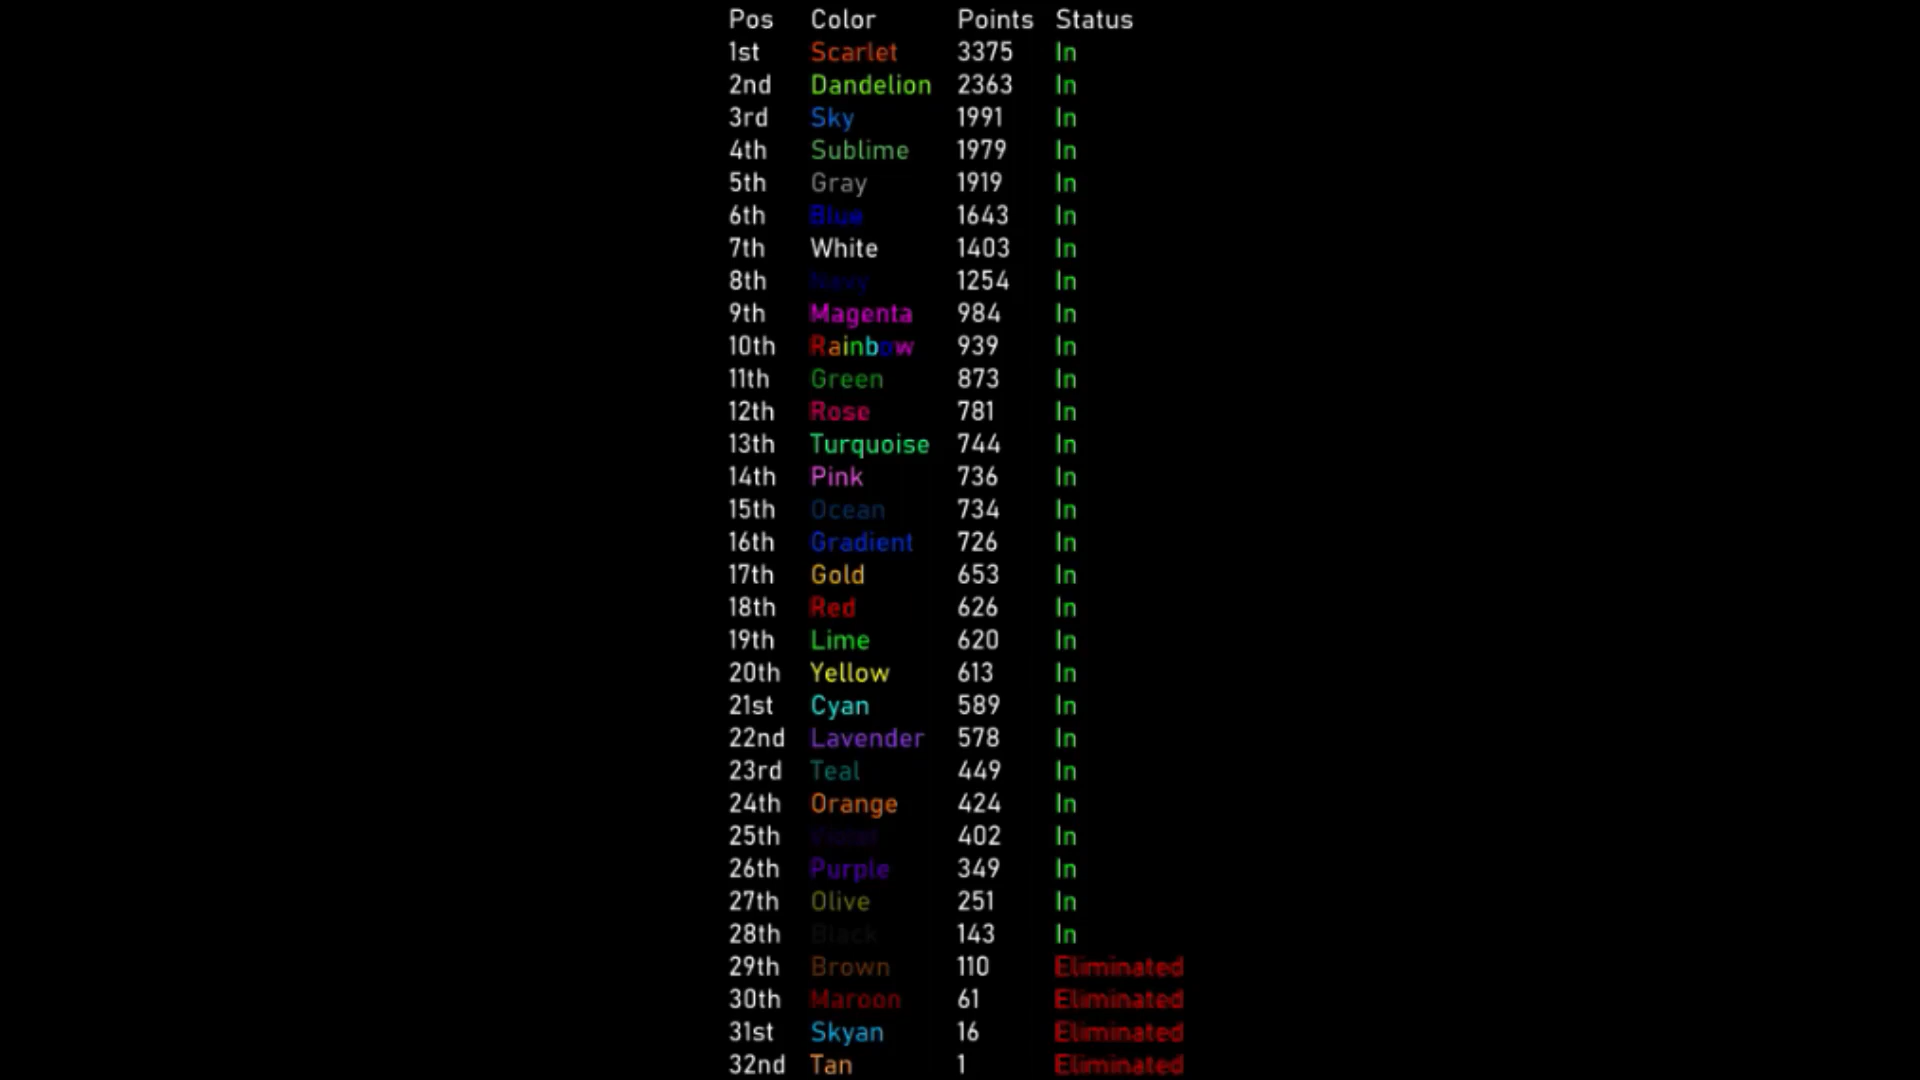 Pos Color Points Status
1st Scarlet 3375 In
2nd Dandelion 2363 In
3rd Sky 1991 In
4th Sublime 1979 In
5th Gray 1919 In
6th Blue 1643 In
7th White 1403 In
8th Navy 1254 In
9th Magenta 984 In
10th Rainbow 939 In
11th Green 873 In
12th Rose 781 In
13th Turquoise 744 In
14th Pink 736 In
15th Ocean 734 In
16th Gradient 726 In
17th Gold 653 In
18th Red 626 In
19th Lime 620 In
20th Yellow 613 In
21st Cyan 589 In
22nd Lavender 578 In
23rd Teal 449 In
24th Orange 424 In
25th Violet 402 In
26th Purple 349 In
27th Olive 251 In
28th Black 143 In
29th Brown 110 Eliminated
30th Maroon 61 Eliminated
31st Skyan 16 Eliminated
32nd Tan 1 Eliminated